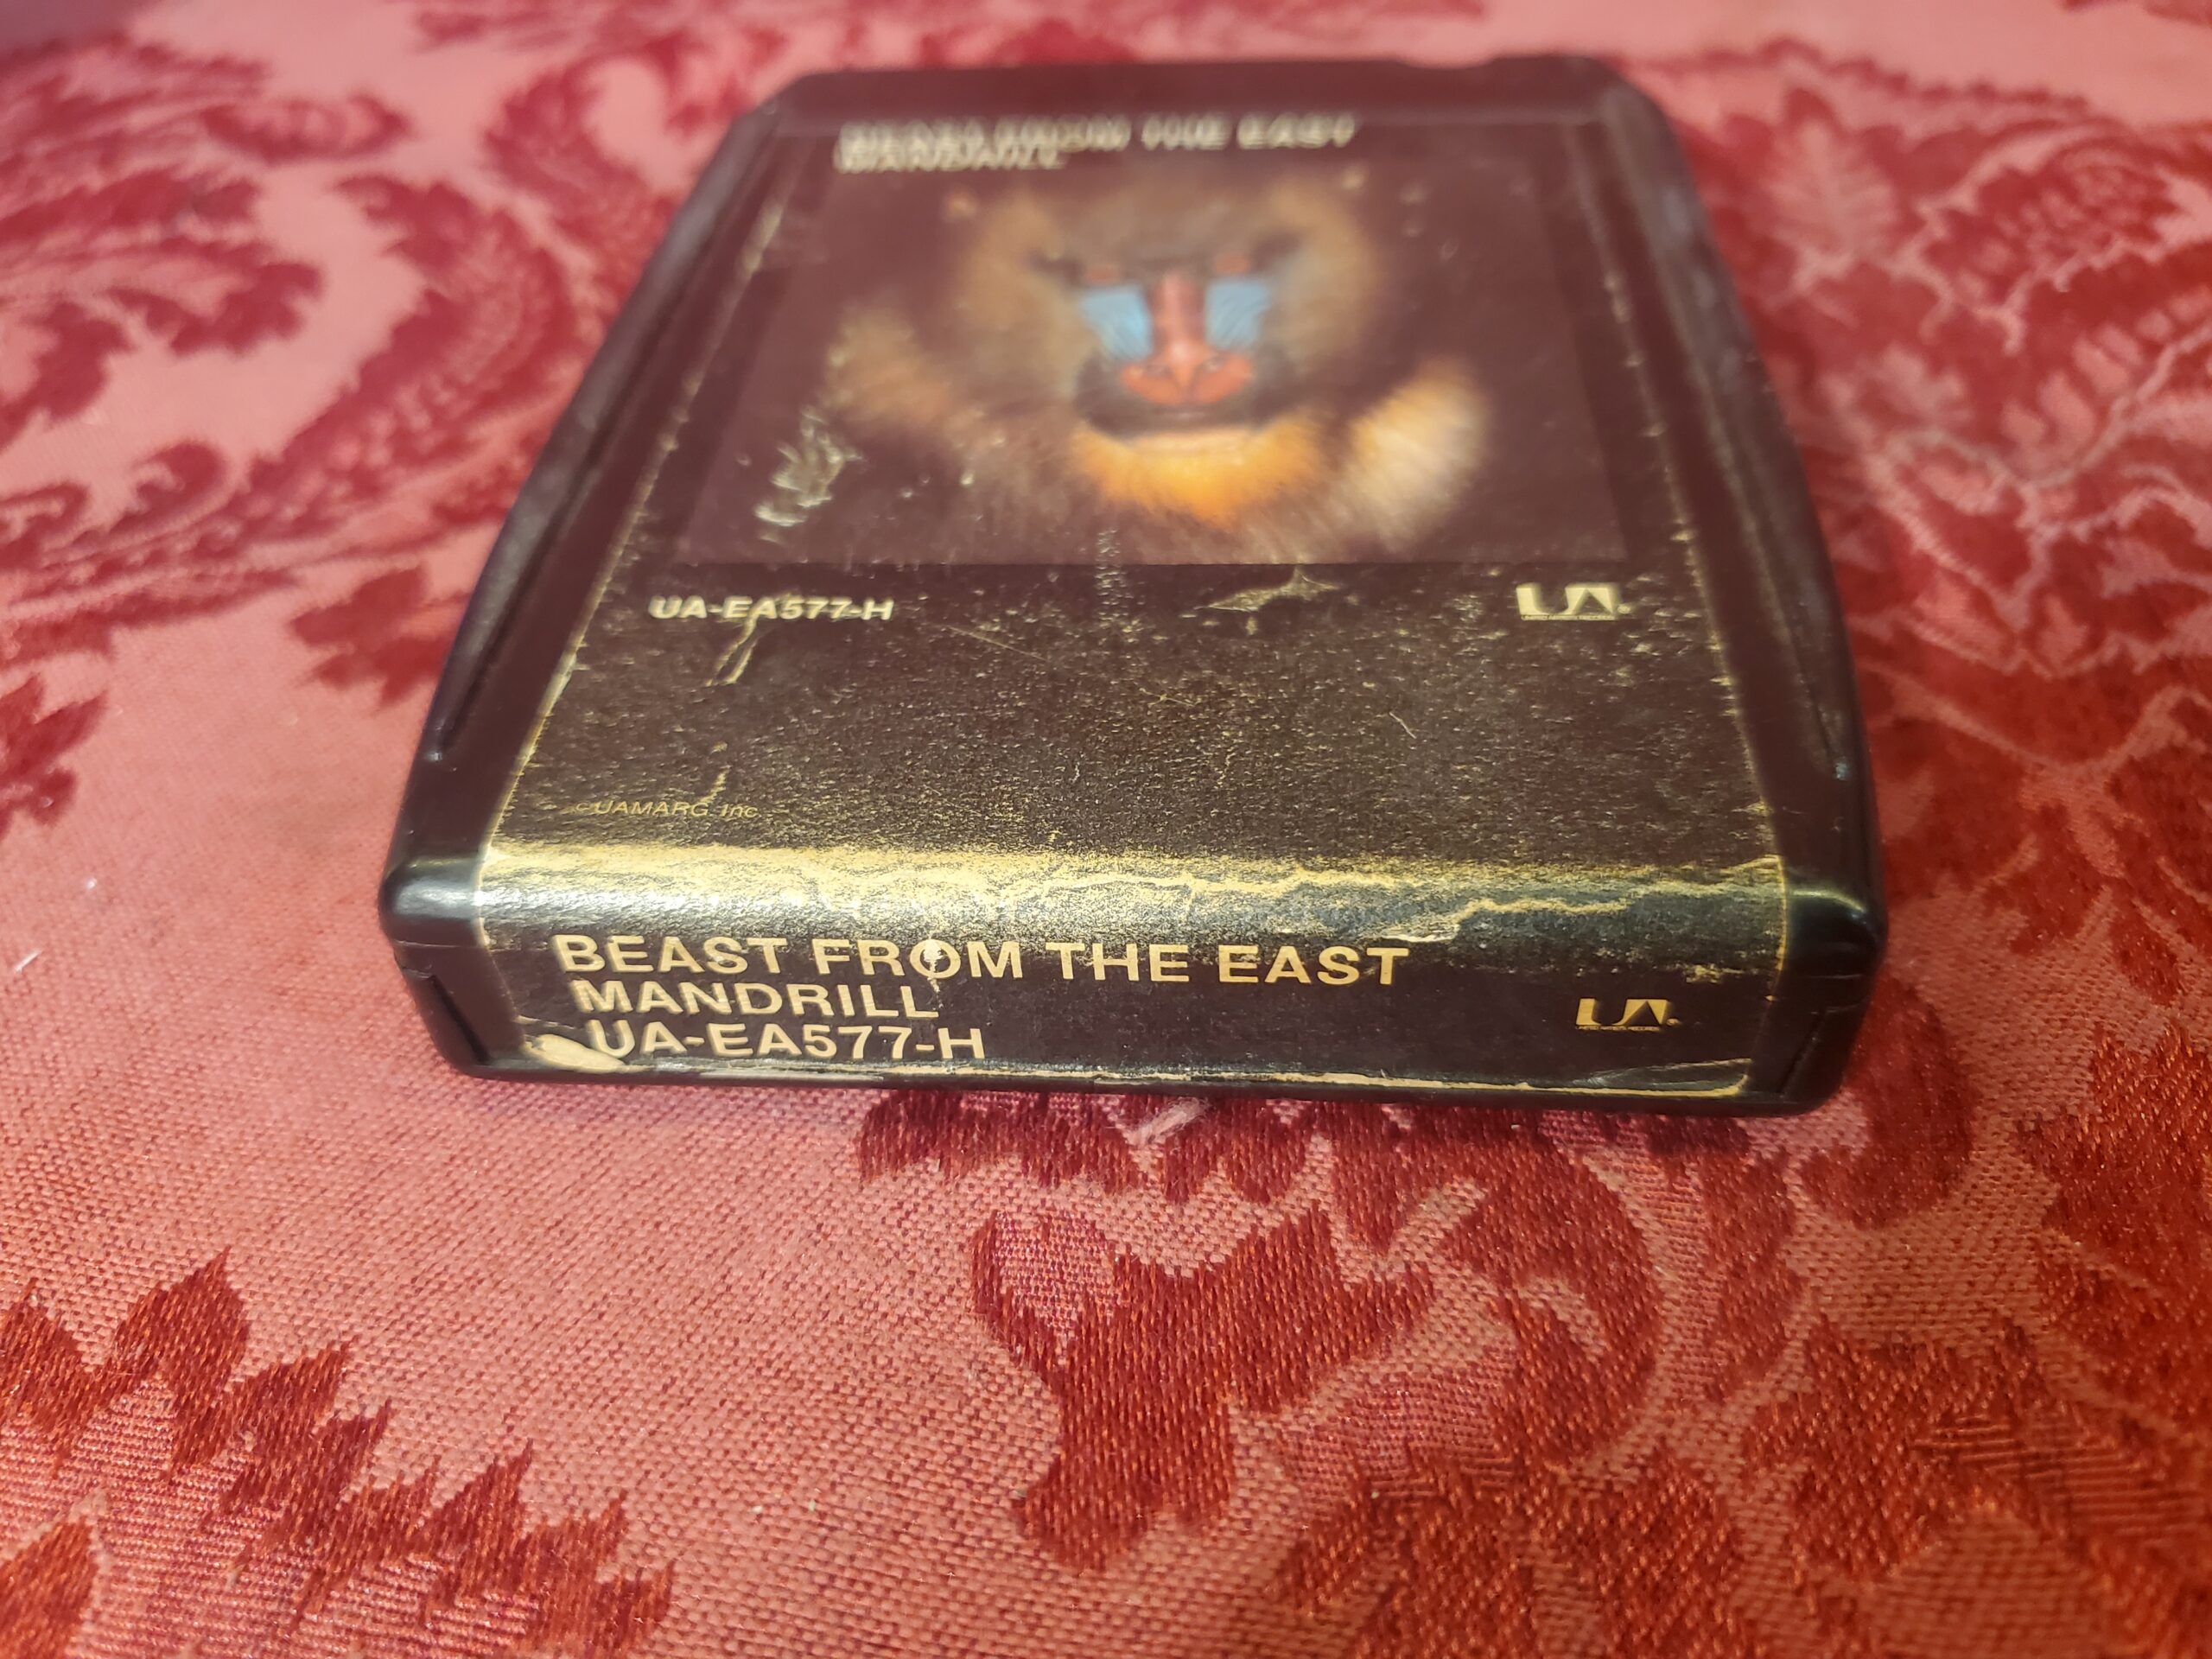 BEAST FROM THE EAST
MANDRILL
UA-EA577-H
UA
UAMARG Inc
BEAST FROM THE EAST
MANDRILL
UA-EA577-H
UA